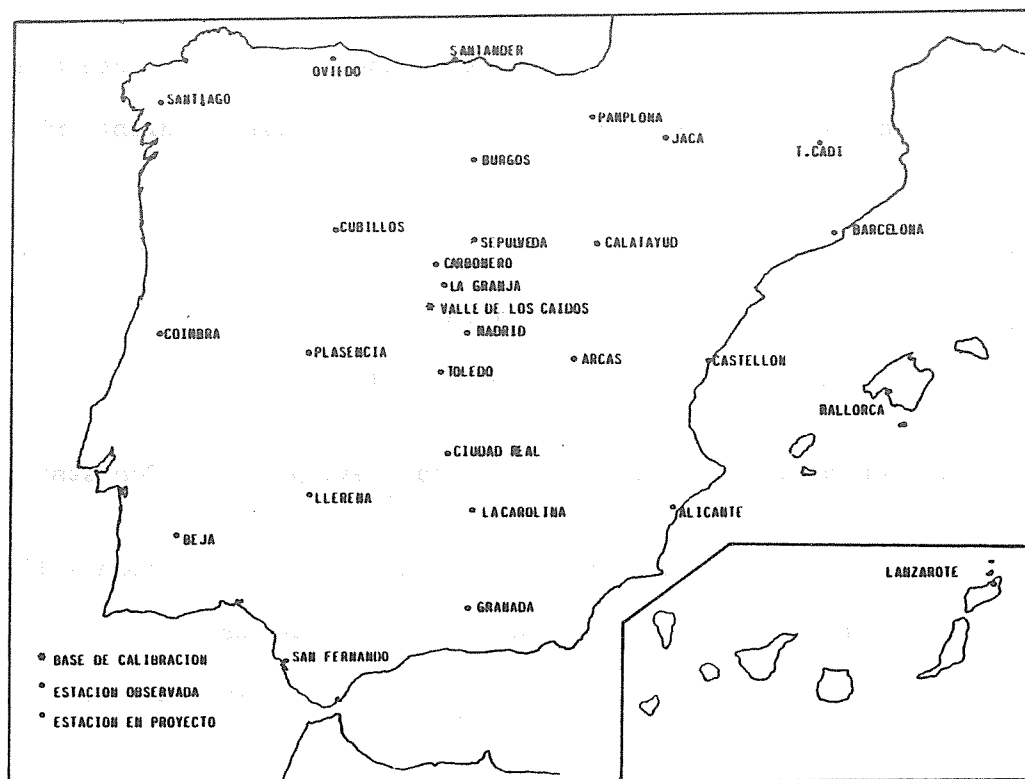 SANTANDER
OVIEDO
SANTIAGO
PAMPLONA
JACA
T.CADI
BURGOS
CUBILLOS
SEPULVEDA
CALATAYUD
BARCELONA
CARBONERO
LA GRANJA
VALLE DE LOS CAIDOS
COIMBRA
MADRID
PLASENCIA
ARCAS
CASTELLON
TOLEDO
MALLORCA
CIUDAD REAL
LLERENA
LA CAROLINA
ALICANTE
BEJA
LANZAROTE
GRANADA
SAN FERNANDO
BASE DE CALIBRACION
ESTACION OBSERVADA
ESTACION EN PROYECTO